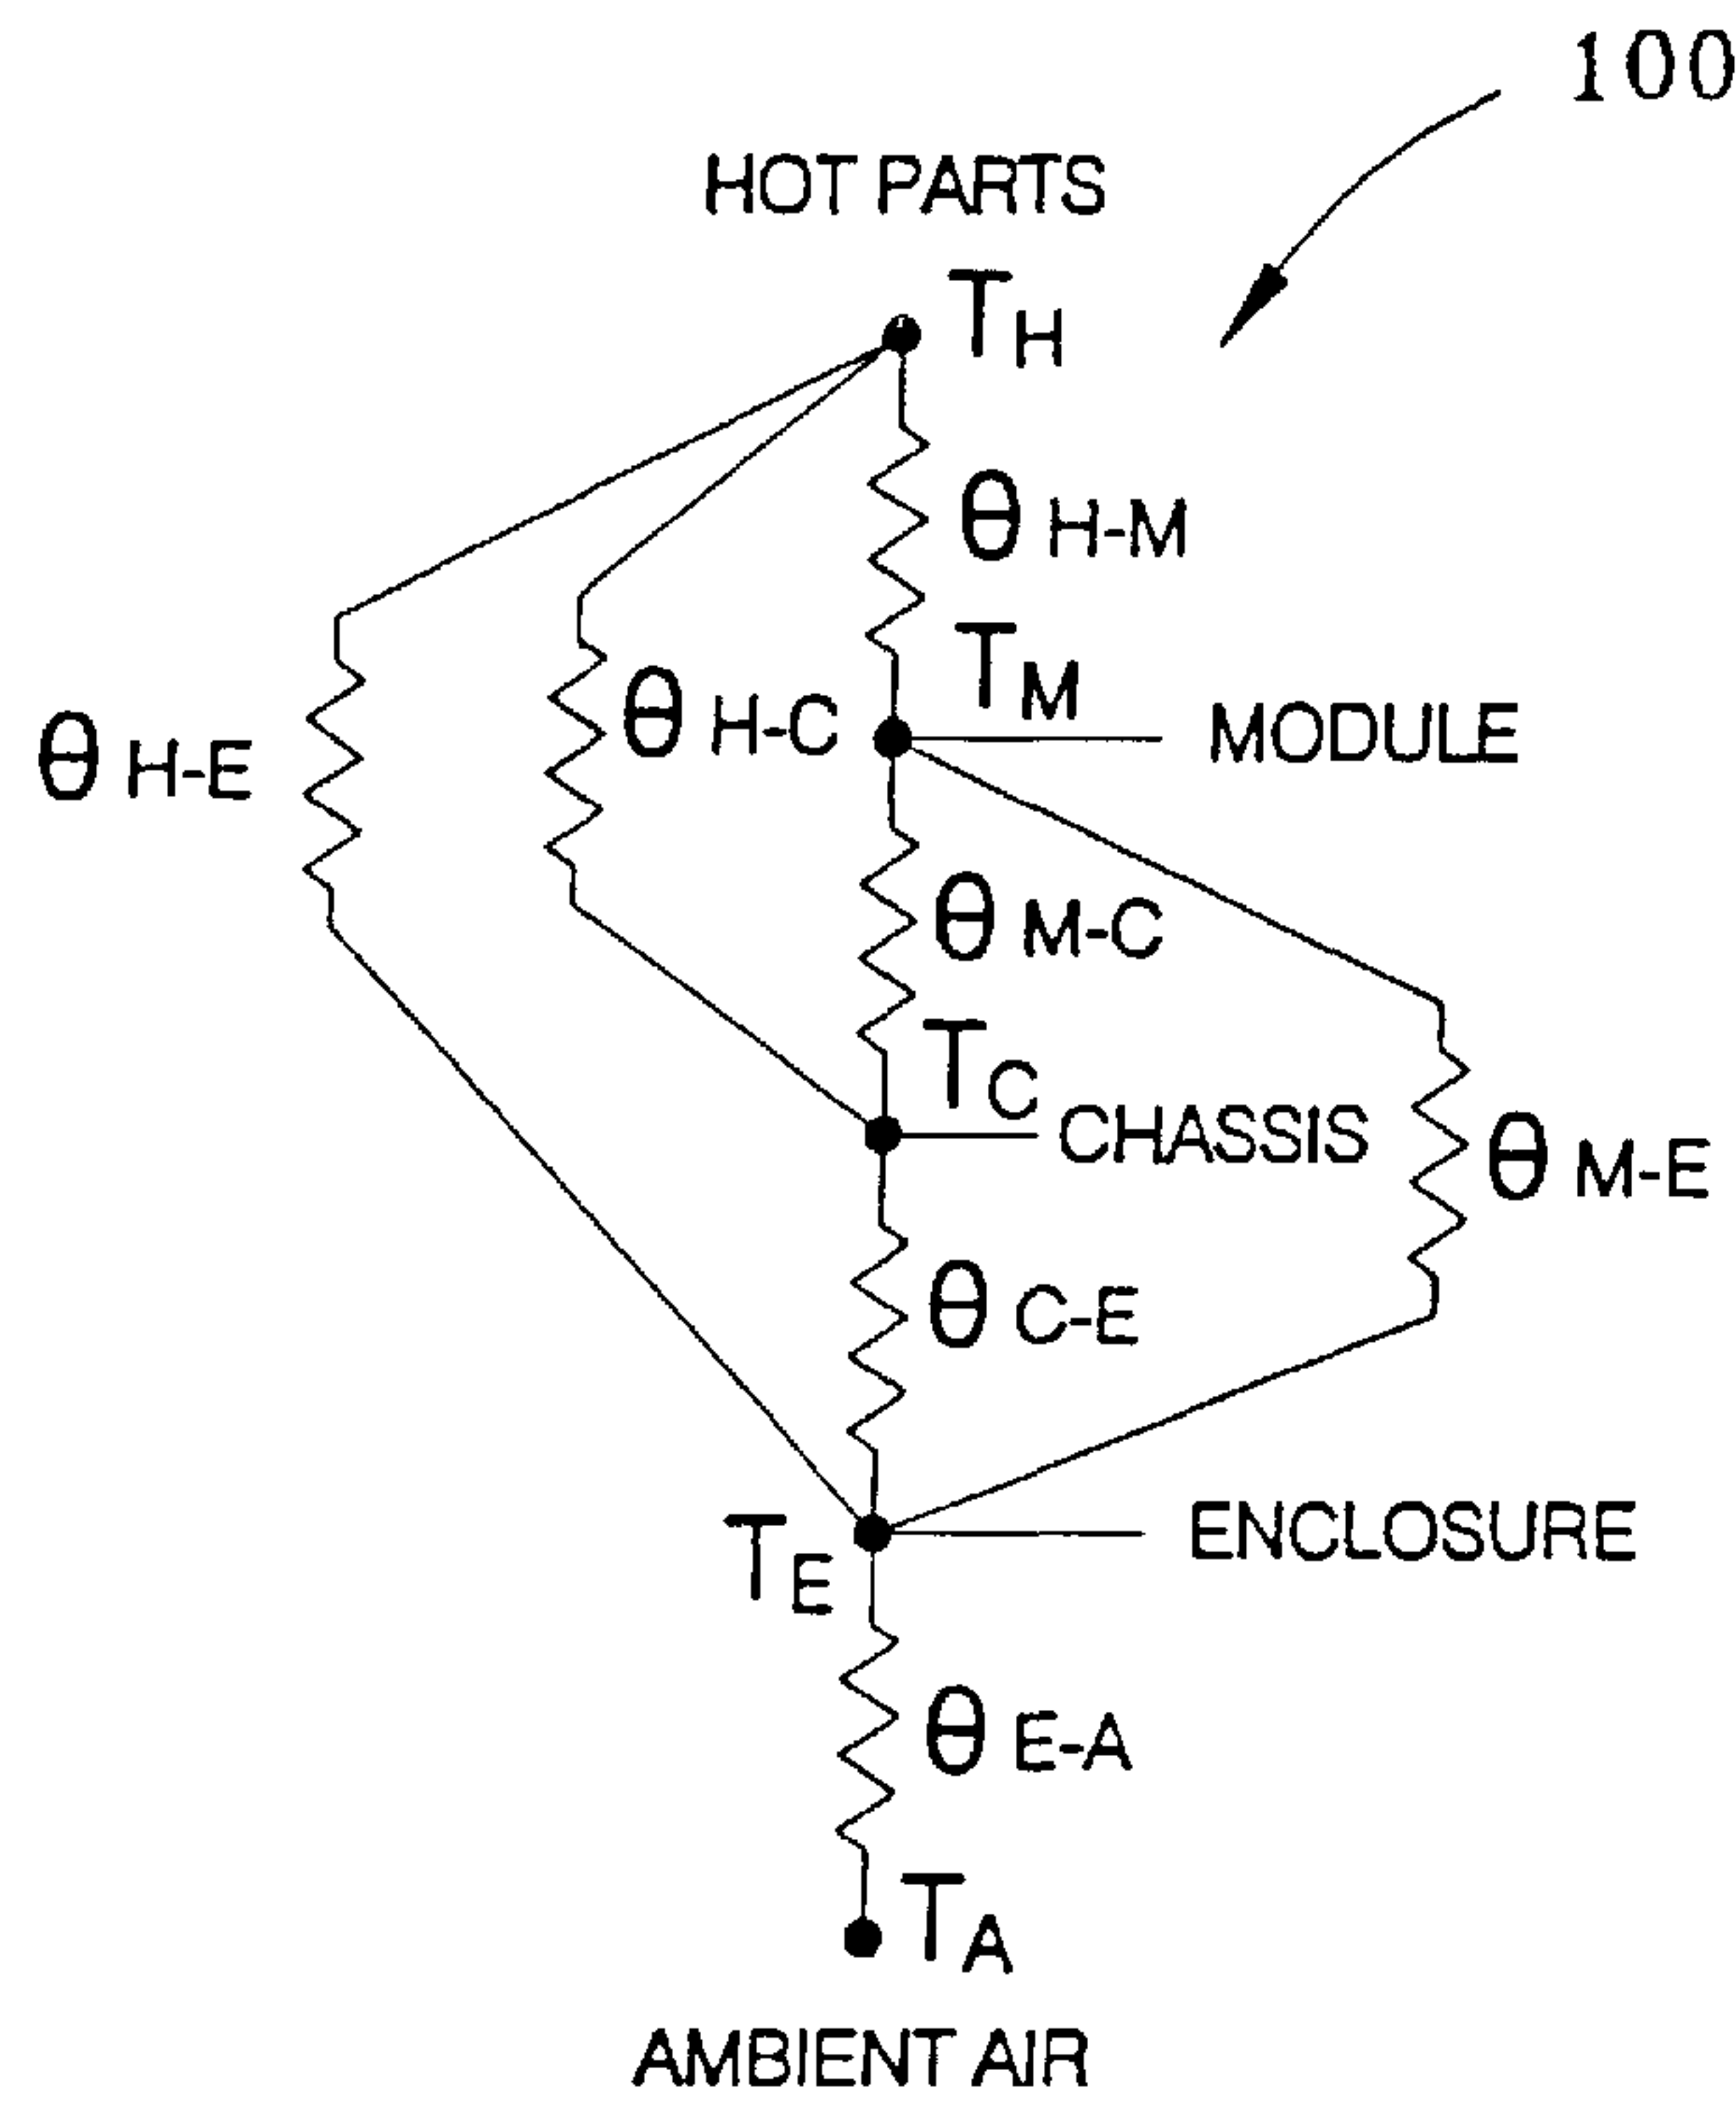 100
HOT PARTS
TH
θ H-M
TM
θ H-E
θ H-C
MODULE
θ M-C
TC
CHASSIS
θ M-E
θ C-E
TE
ENCLOSURE
θ E-A
TA
AMBIENT AIR